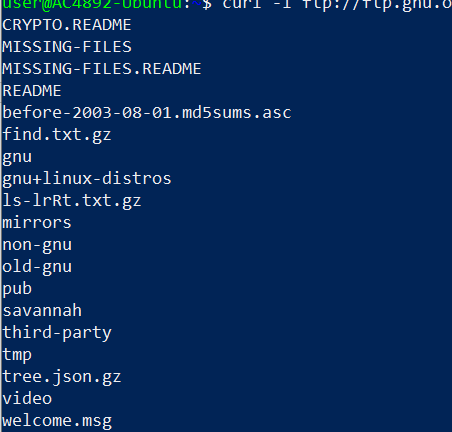 user@AC4892-Ubuntu: $ curl -l ftp://ftp.gnu.o
CRYPTO.README
MISSING-FILES
MISSING-FILES.README
README
before-2003-08-01.md5sums.asc
find.txt.gz
gnu
gnu+linux-distros
ls-lrRt.txt.gz
mirrors
non-gnu
old-gnu
pub
savannah
third-party
tmp
tree.json.gz
video
welcome.msg